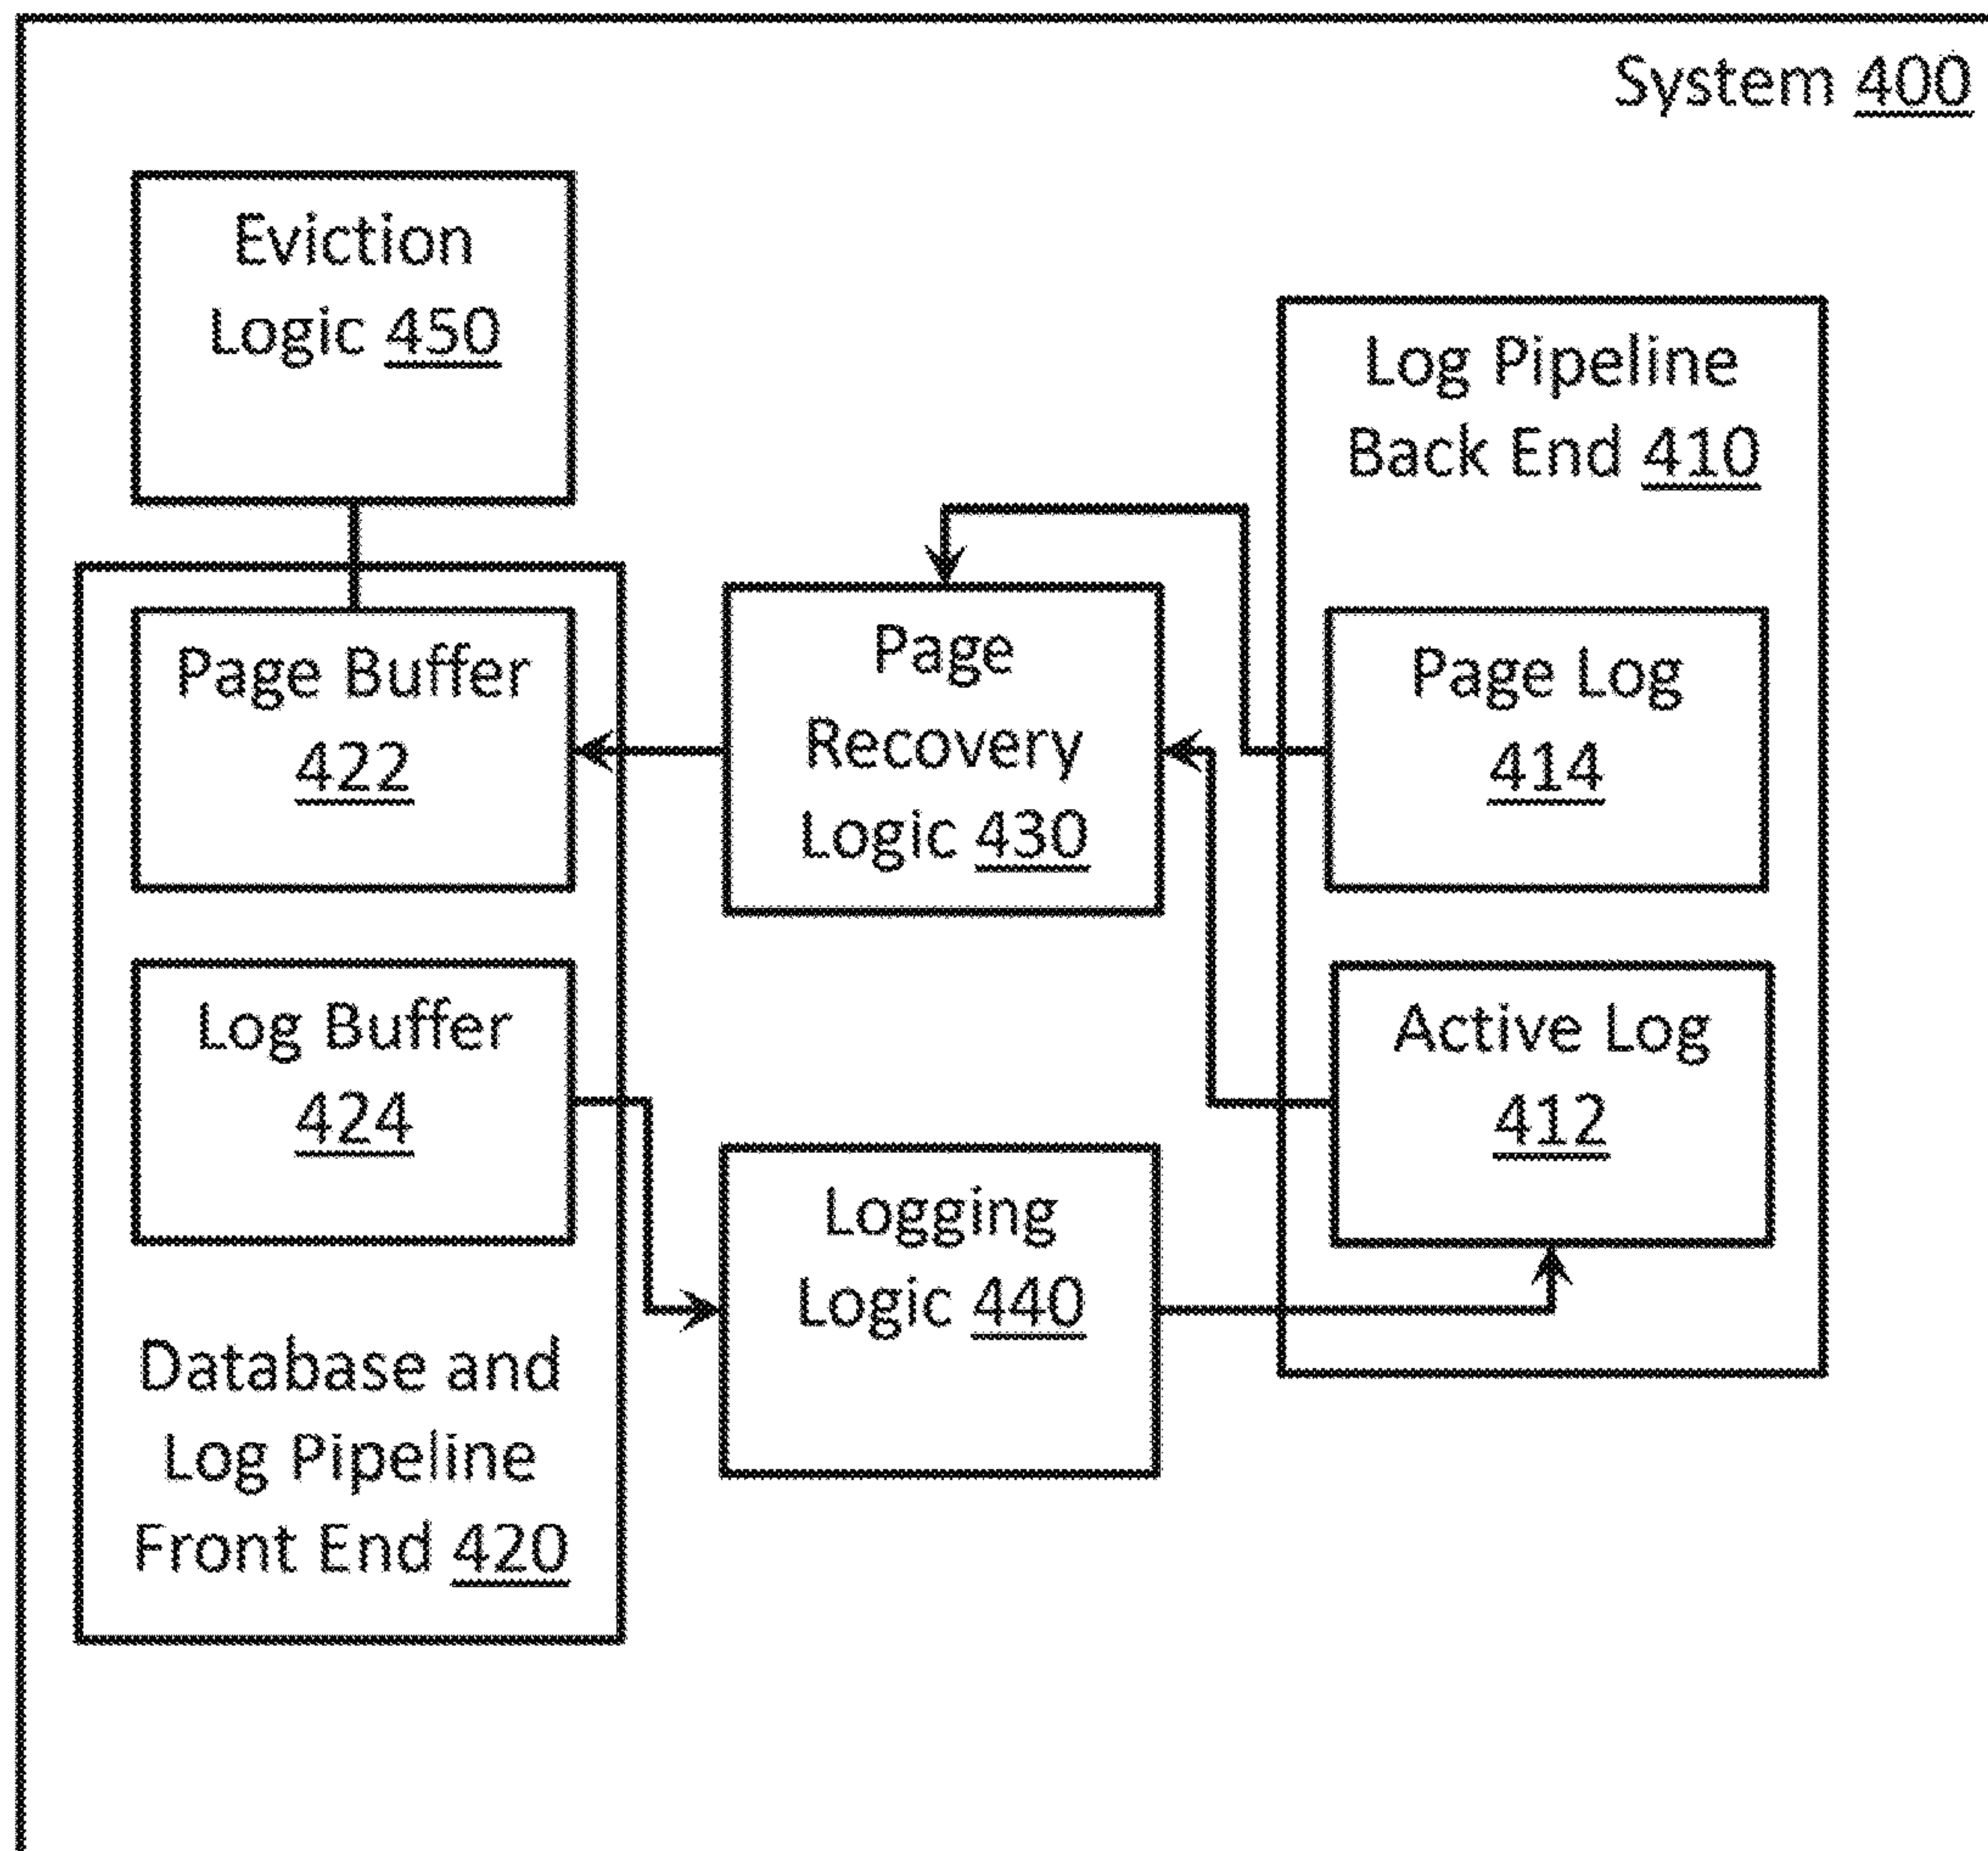 System 400
Eviction
Logic 450
Log Pipeline
Back End 410
Page Buffer
422
Page
Recovery
Logic 430
Page Log
414
Log Buffer
424
Active Log
412
Logging
Logic 440
Database and
Log Pipeline
Front End 420